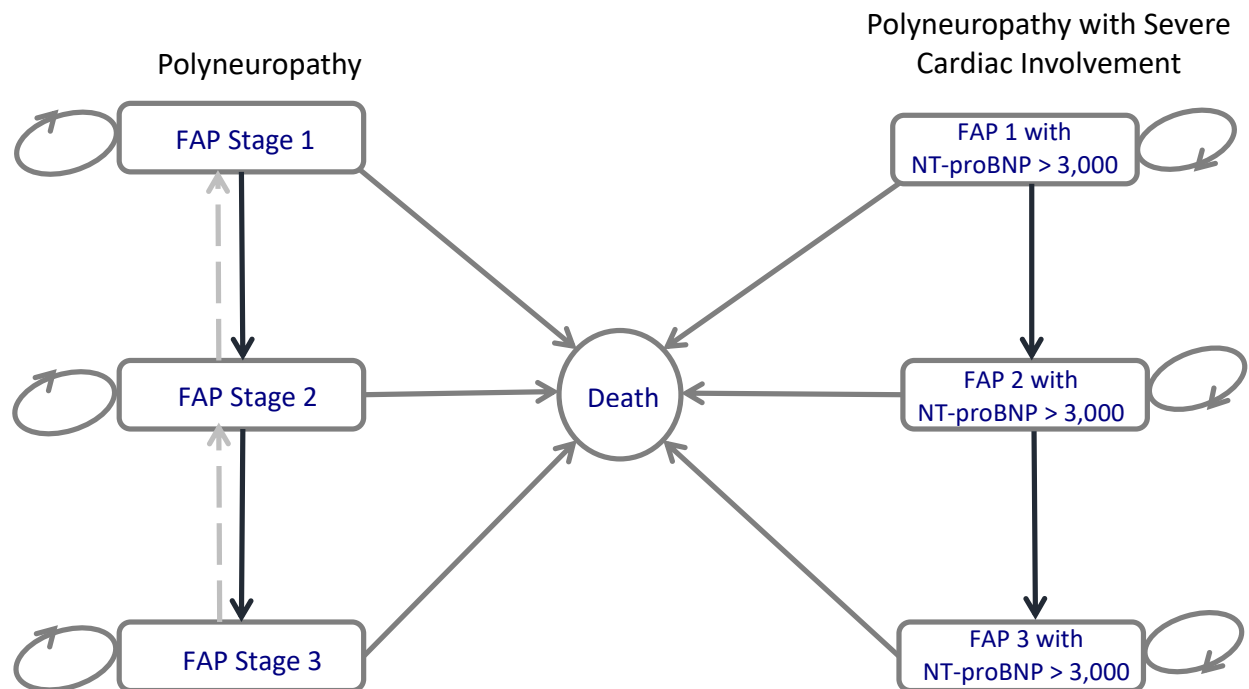 Polyneuropathy
Polyneuropathy with Severe
Cardiac Involvement
FAP Stage 1
FAP 1 with
NT-proBNP > 3,000
FAP Stage 2
Death
FAP 2 with
NT-proBNP > 3,000
FAP Stage 3
FAP 3 with
NT-proBNP > 3,000